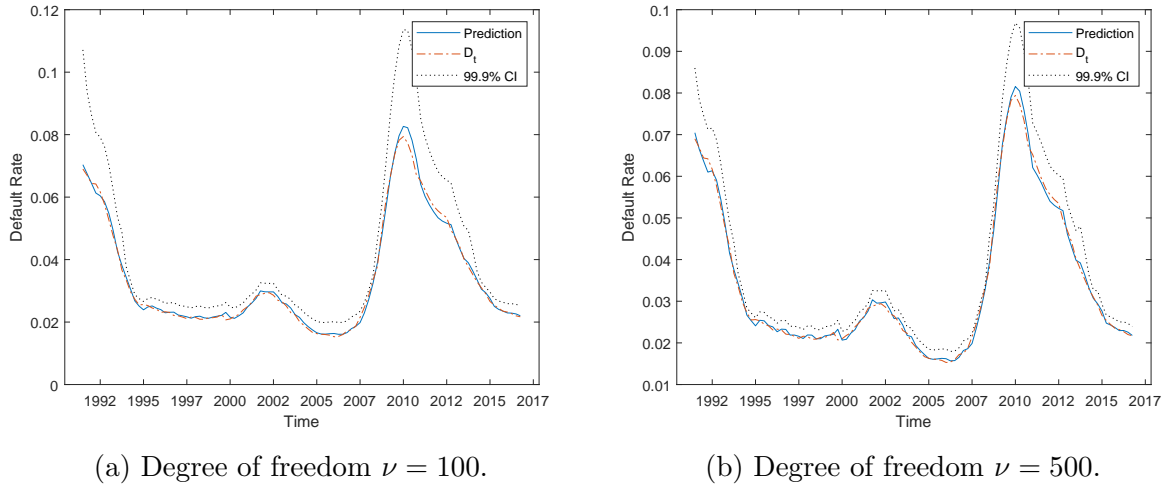 0.12
0.1
0.08
0.06
0.04
0.02
0
Default Rate
1992 1995 1997 2000 2002 2005 2007 2010 2012 2015 2017
Time
Prediction
D_t
99.9% CI
(a) Degree of freedom ν = 100.
0.1
0.09
0.08
0.07
0.06
0.05
0.04
0.03
0.02
0.01
Default Rate
1992 1995 1997 2000 2002 2005 2007 2010 2012 2015 2017
Time
Prediction
D_t
99.9% CI
(b) Degree of freedom ν = 500.